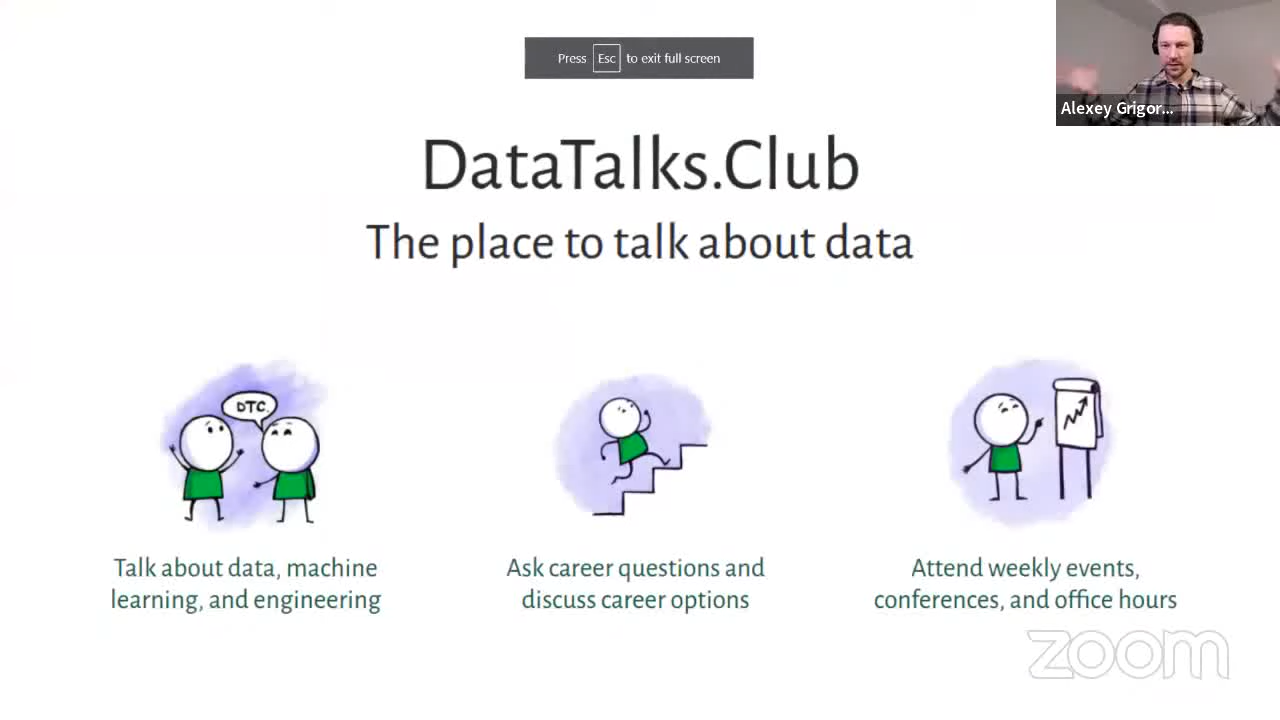 Press Esc to exit full screen
Alexey Grigor...
DataTalks.Club
The place to talk about data
DTC.
Talk about data, machine
learning, and engineering
Ask career questions and
discuss career options
Attend weekly events,
conferences, and office hours
zoom